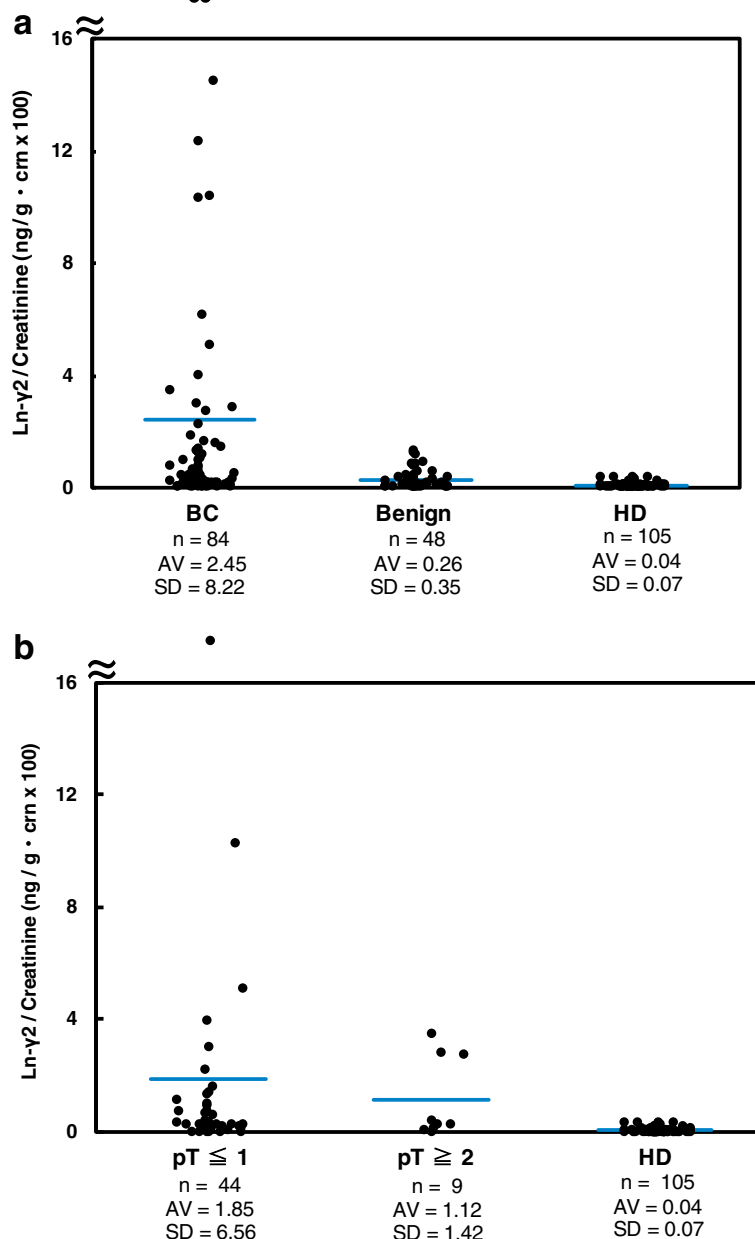 a
16
12
8
4
0
Ln-γ2 / Creatinine (ng / g・crn x 100)
BC Benign HD
n = 84 n = 48 n = 105
AV = 2.45 AV = 0.26 AV = 0.04
SD = 8.22 SD = 0.35 SD = 0.07
b
16
12
8
4
0
Ln-γ2 / Creatinine (ng / g・crn x 100)
pT ≦ 1 pT ≧ 2 HD
n = 44 n = 9 n = 105
AV = 1.85 AV = 1.12 AV = 0.04
SD = 6.56 SD = 1.42 SD = 0.07